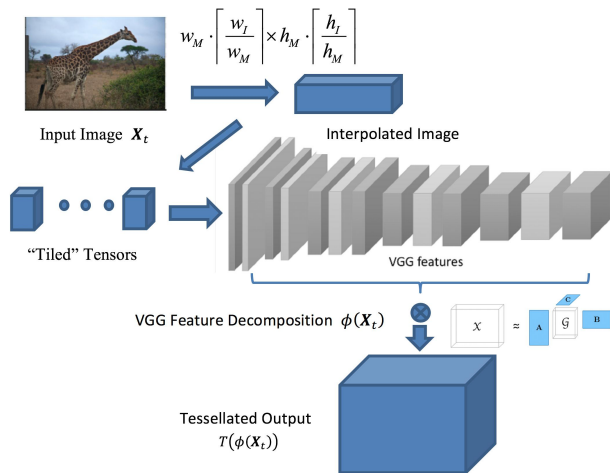 w_M · ⌈w_I / w_M⌉ × h_M · ⌈h_I / h_M⌉
Input Image X_t
Interpolated Image
“Tiled” Tensors
VGG features
VGG Feature Decomposition ϕ(X_t)
X ≈ A G B C
Tessellated Output
T(ϕ(X_t))